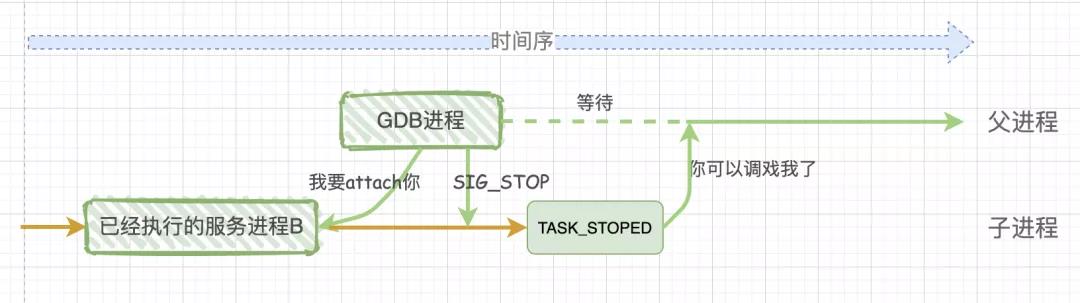 时间序
等待
GDB进程
父进程
我要attach你
SIG_STOP
你可以调戏我了
已经执行的服务进程B
TASK_STOPED
子进程